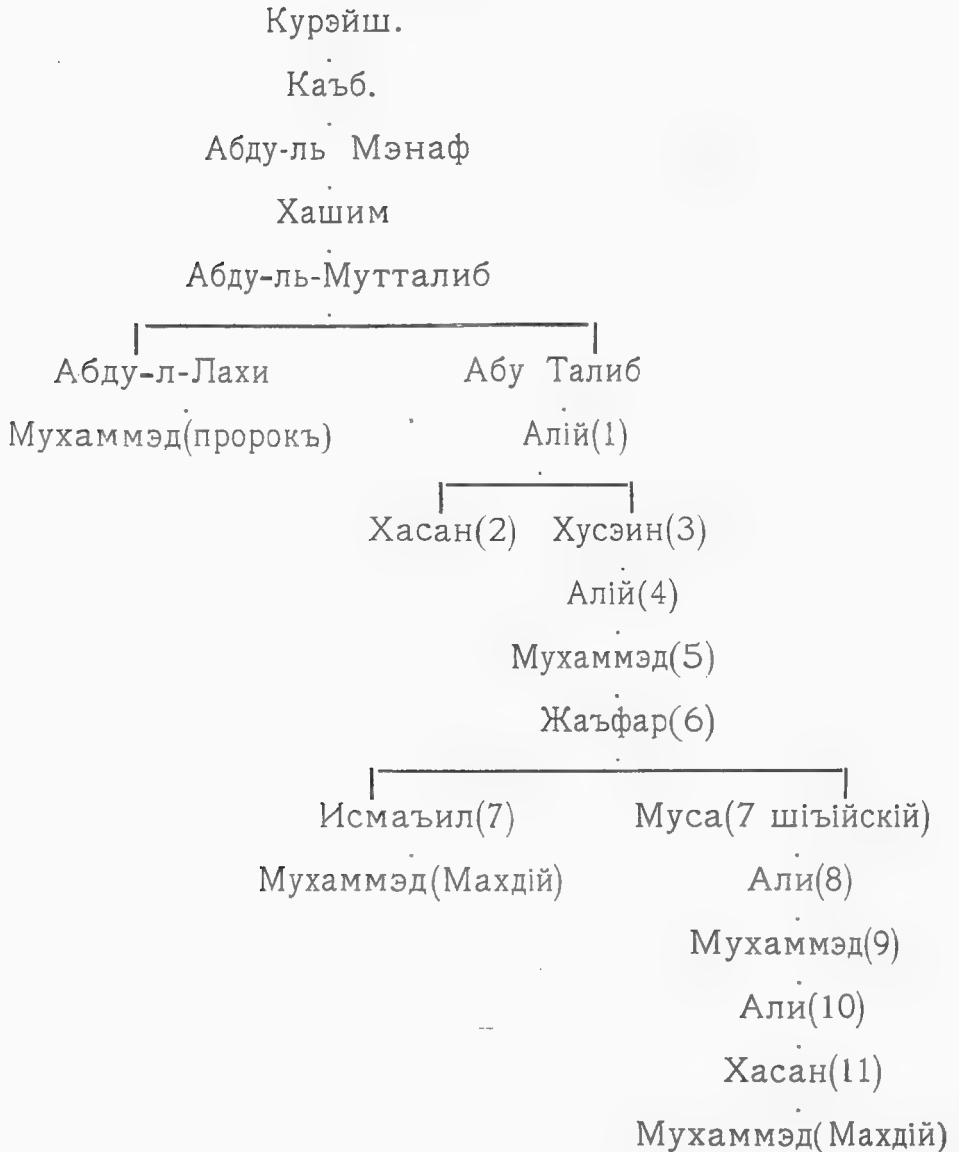 Курэйш.
Каъб.
Абду-ль Мэнаф
Хашим
Абду-ль-Мутталиб
Абду-л-Лахи Абу Талиб
Мухаммэд(пророкъ) Алій(1)
Хасан(2) Хусэин(3)
Алій(4)
Мухаммэд(5)
Жаъфар(6)
Исмаъил(7) Муса(7 шіъійскій)
Мухаммэд(Махдій) Али(8)
Мухаммэд(9)
Али(10)
Хасан(11)
Мухаммэд(Махдій)